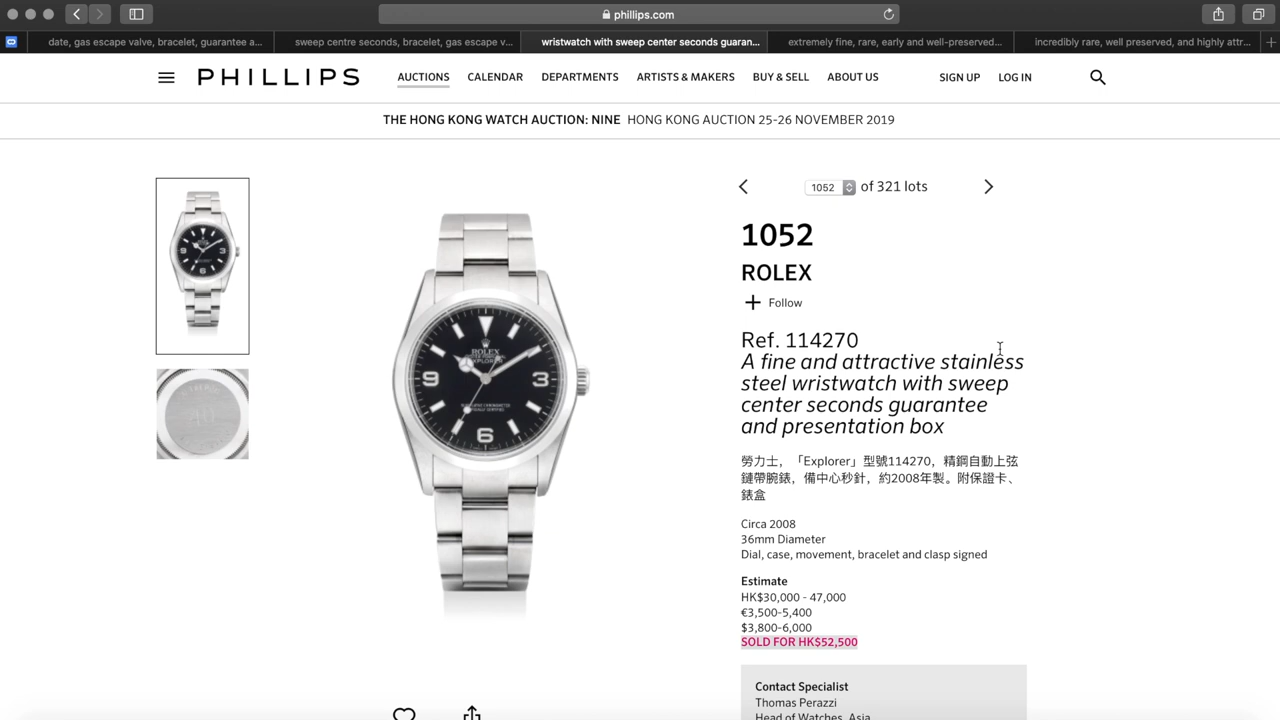 phillips.com
date, gas escape valve, bracelet, guarantee a...
sweep centre seconds, bracelet, gas escape v...
wristwatch with sweep center seconds guaran...
extremely fine, rare, early and well-preserved...
incredibly rare, well preserved, and highly attr...
PHILLIPS
AUCTIONS
CALENDAR
DEPARTMENTS
ARTISTS & MAKERS
BUY & SELL
ABOUT US
SIGN UP
LOG IN
THE HONG KONG WATCH AUCTION: NINE HONG KONG AUCTION 25-26 NOVEMBER 2019
1052 of 321 lots
1052
ROLEX
Follow
Ref. 114270
A fine and attractive stainless
steel wristwatch with sweep
center seconds guarantee
and presentation box
勞力士，「Explorer」型號114270，精鋼自動上弦
鏈帶腕錶，備中心秒針，約2008年製。附保證卡、
錶盒
Circa 2008
36mm Diameter
Dial, case, movement, bracelet and clasp signed
Estimate
HK$30,000 - 47,000
€3,500-5,400
$3,800-6,000
SOLD FOR HK$52,500
Contact Specialist
Thomas Perazzi
Head of Watches, Asia
ROLEX
EXPLORER
9
3
6